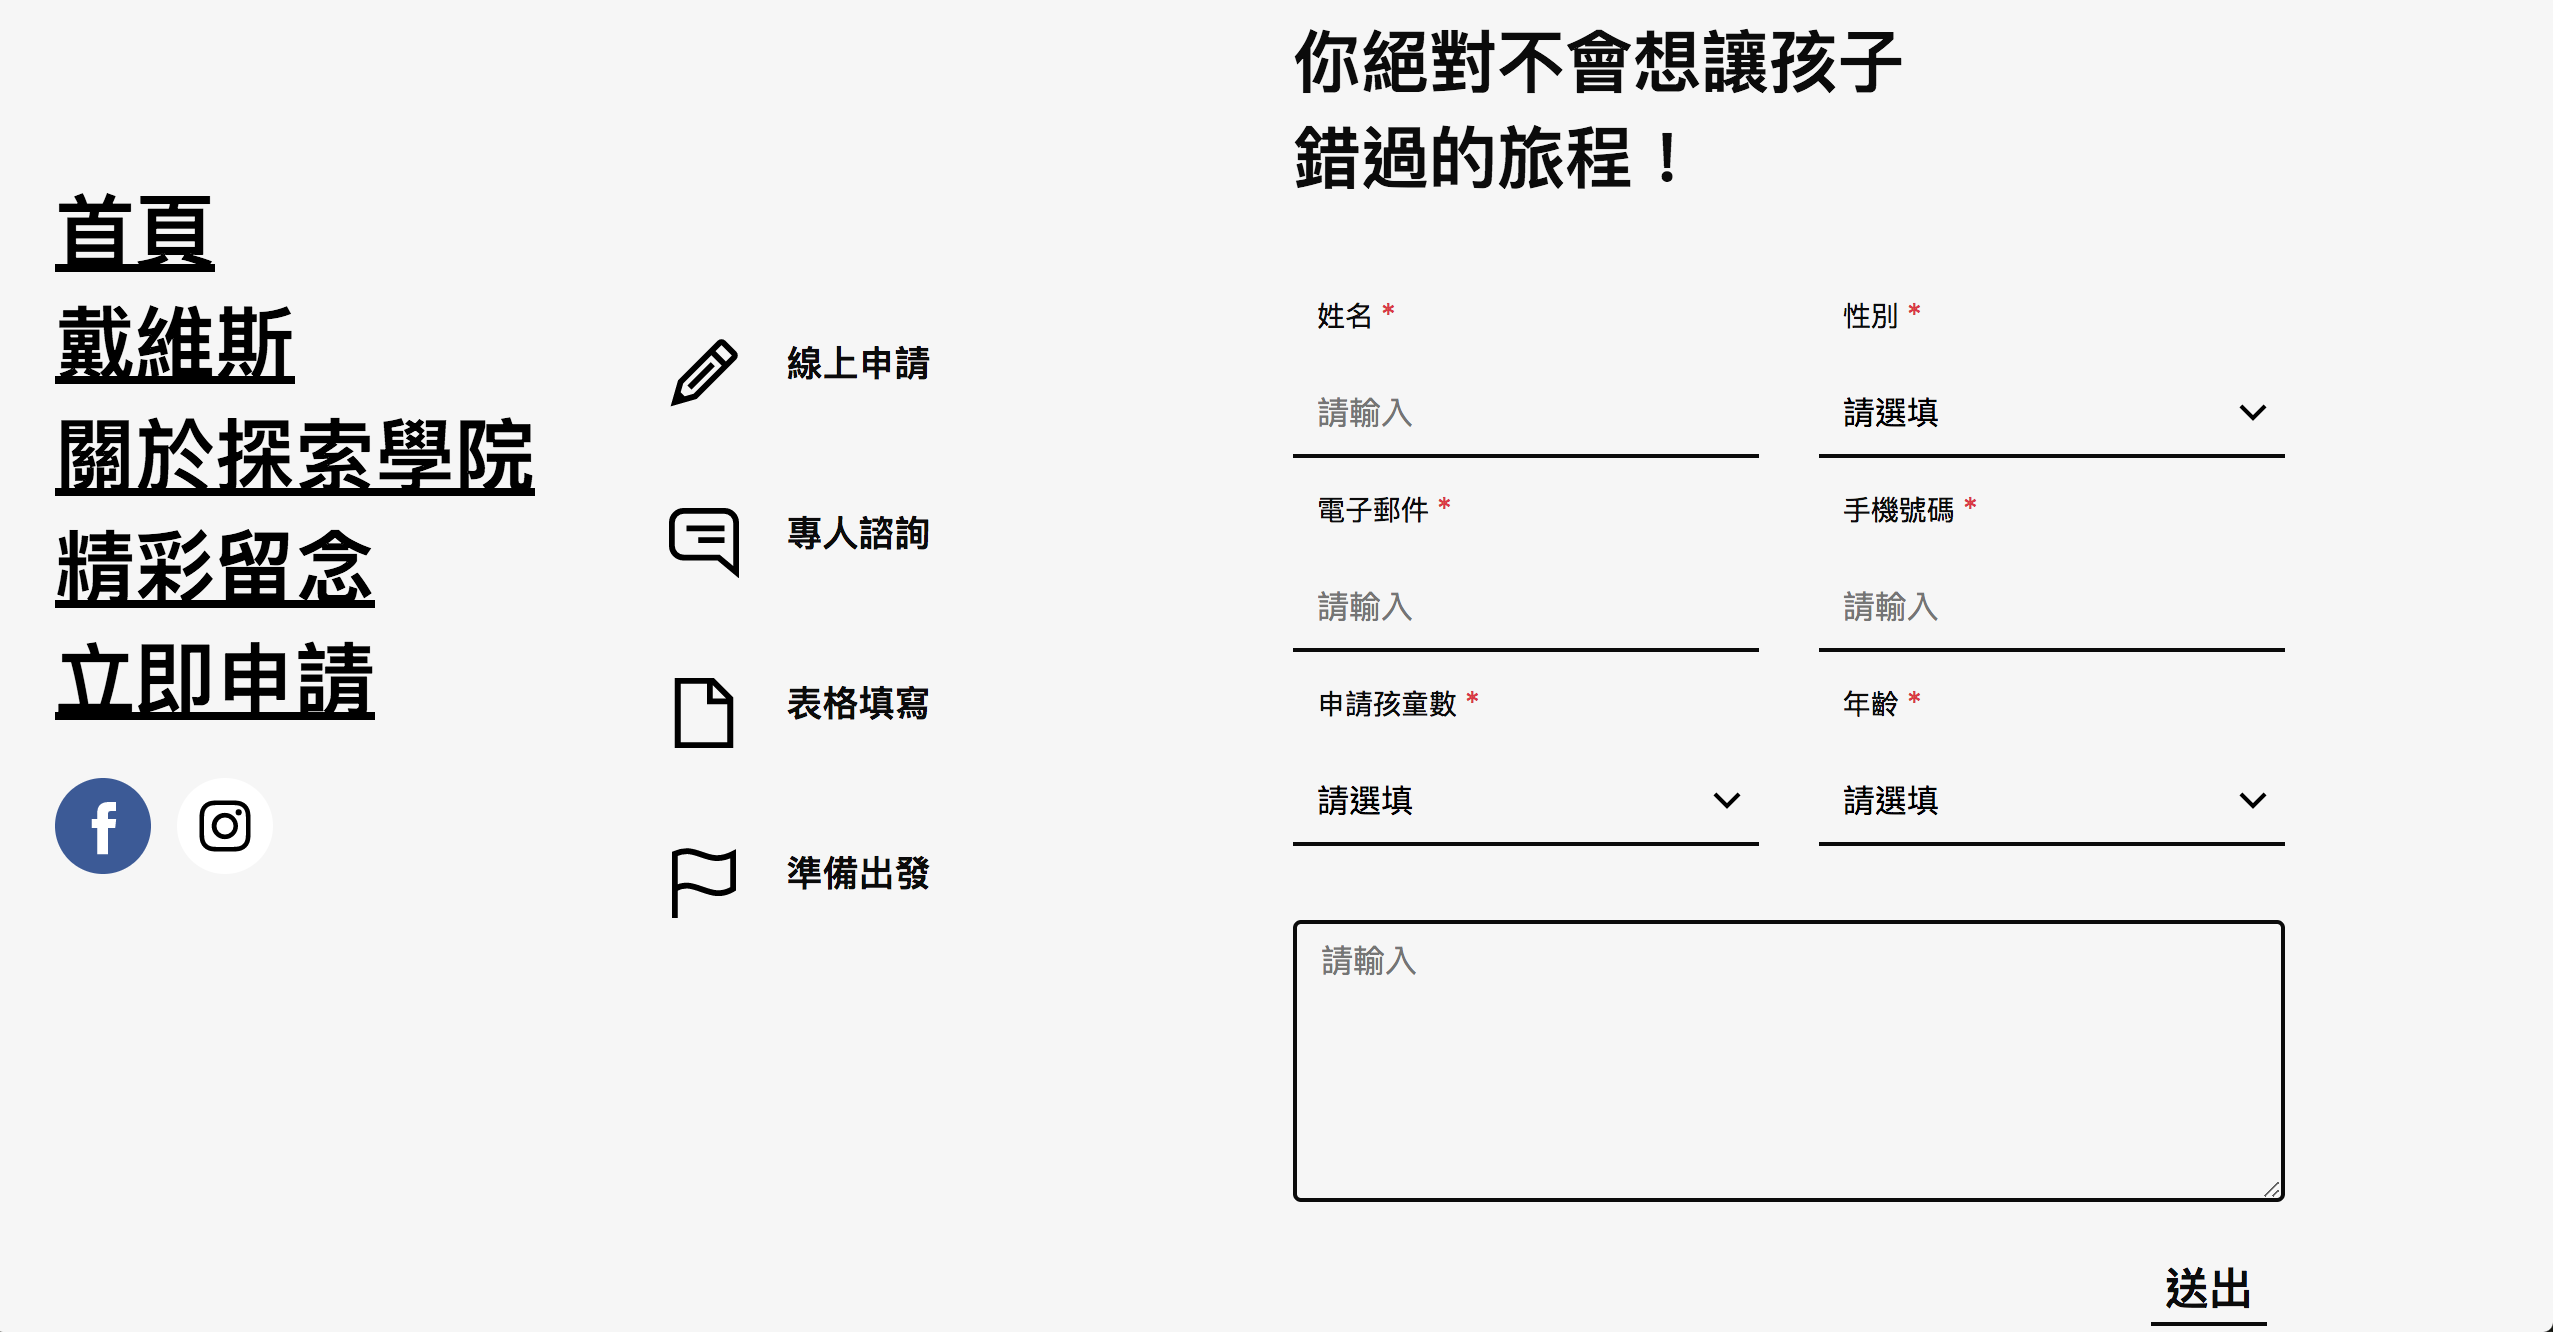 首頁
戴維斯
關於探索學院
精彩留念
立即申請
線上申請
專人諮詢
表格填寫
準備出發
你絕對不會想讓孩子
錯過的旅程！
姓名 *
性別 *
請輸入
請選填
電子郵件 *
手機號碼 *
請輸入
請輸入
申請孩童數 *
年齡 *
請選填
請選填
請輸入
送出